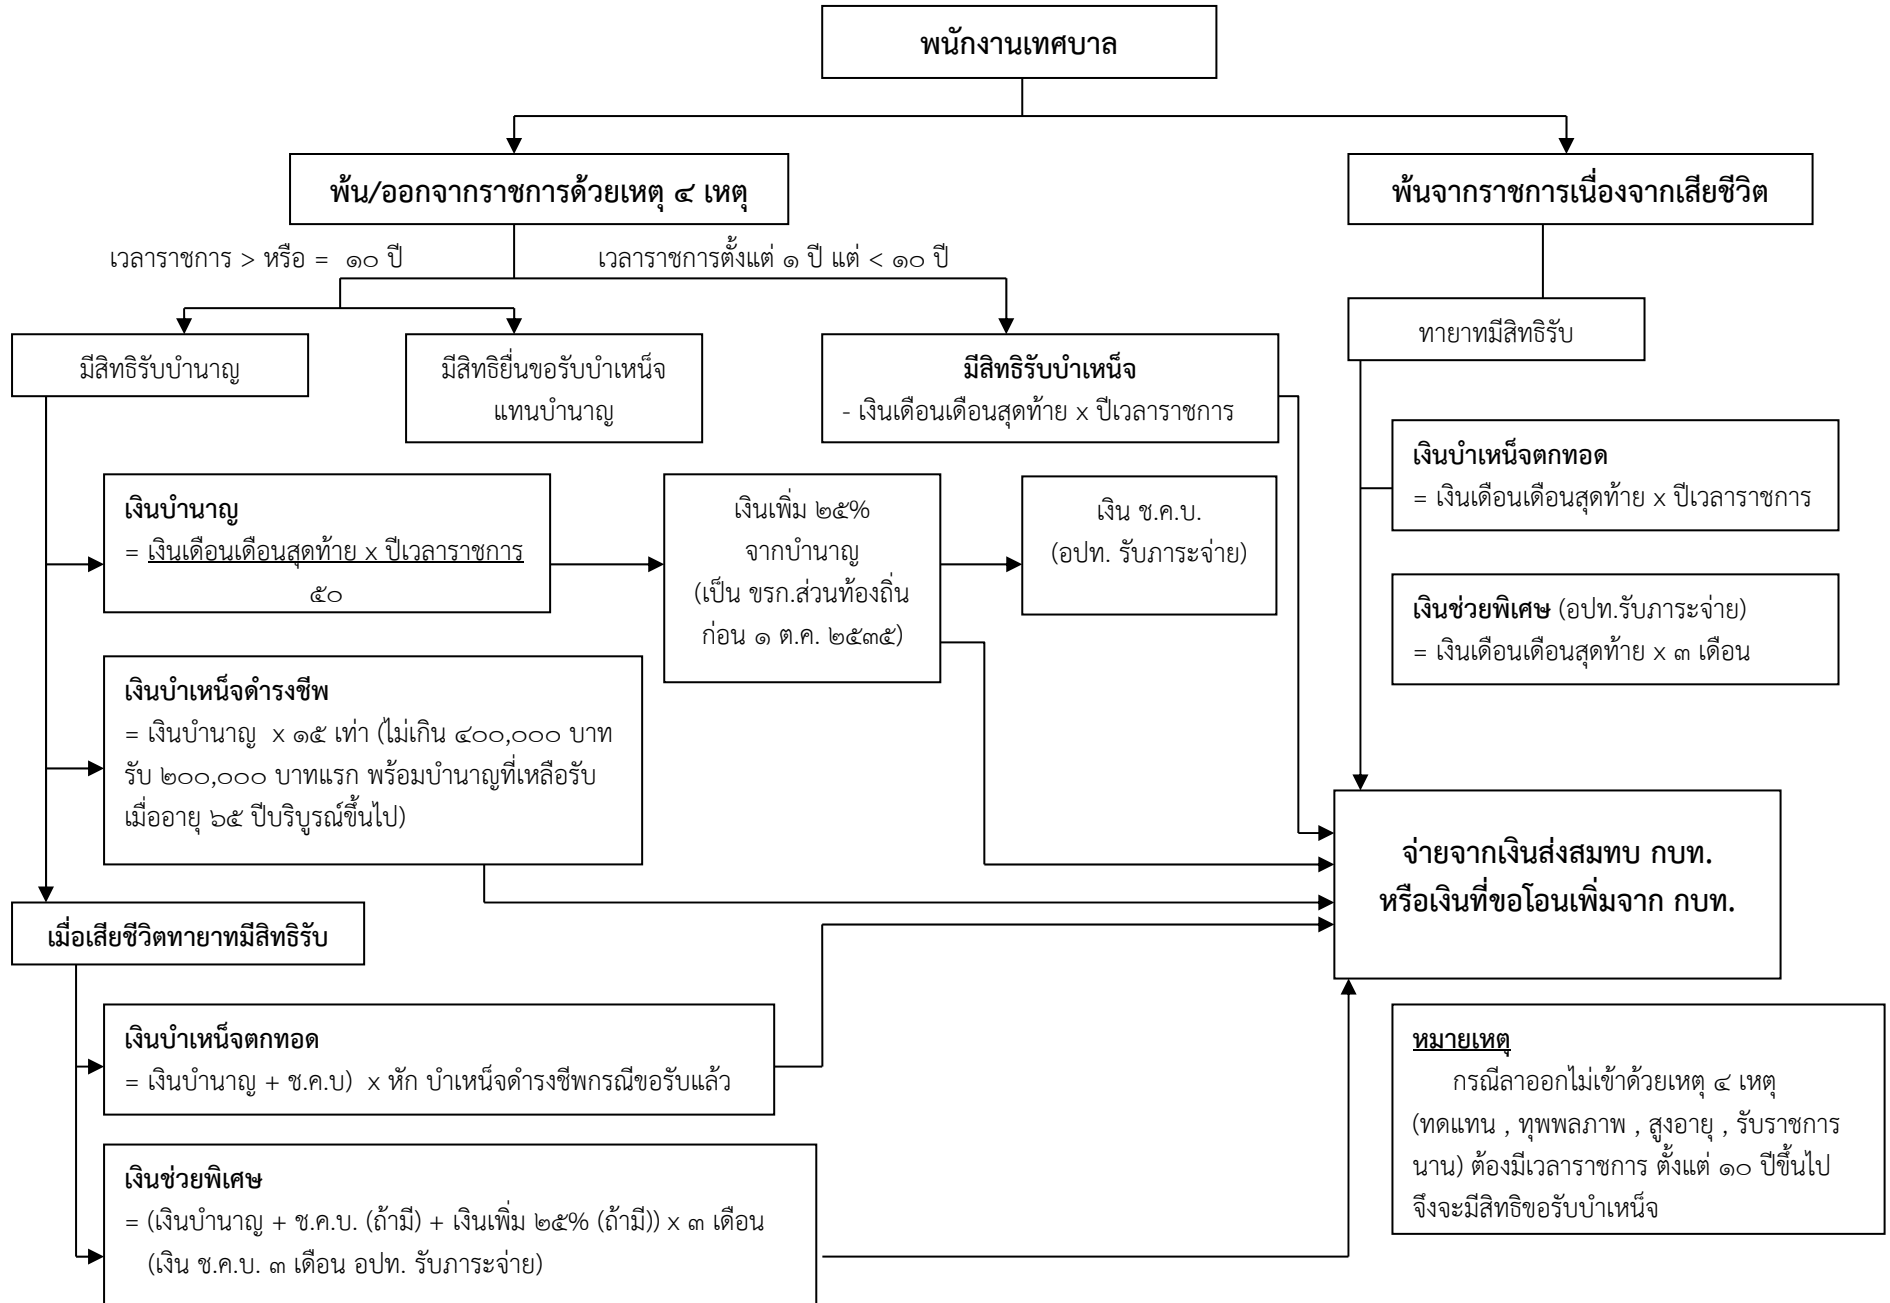 พนักงานเทศบาล
พ้น/ออกจากราชการด้วยเหตุ ๔ เหตุ
พ้นจากราชการเนื่องจากเสียชีวิต
เวลาราชการ > หรือ = ๑๐ ปี
เวลาราชการตั้งแต่ ๑ ปี แต่ < ๑๐ ปี
มีสิทธิรับบำนาญ
มีสิทธิยื่นขอรับบำเหน็จ
แทนบำนาญ
มีสิทธิรับบำเหน็จ
- เงินเดือนเดือนสุดท้าย x ปีเวลาราชการ
ทายาทมีสิทธิรับ
เงินบำนาญ
= เงินเดือนเดือนสุดท้าย x ปีเวลาราชการ
๕๐
เงินเพิ่ม ๒๕%
จากบำนาญ
(เป็น ขรก.ส่วนท้องถิ่น
ก่อน ๑ ต.ค. ๒๕๓๕)
เงิน ช.ค.บ.
(อปท. รับภาระจ่าย)
เงินบำเหน็จตกทอด
= เงินเดือนเดือนสุดท้าย x ปีเวลาราชการ
เงินช่วยพิเศษ (อปท.รับภาระจ่าย)
= เงินเดือนเดือนสุดท้าย x ๓ เดือน
เงินบำเหน็จดำรงชีพ
= เงินบำนาญ x ๑๕ เท่า (ไม่เกิน ๔๐๐,๐๐๐ บาท
รับ ๒๐๐,๐๐๐ บาทแรก พร้อมบำนาญที่เหลือรับ
เมื่ออายุ ๖๕ ปีบริบูรณ์ขึ้นไป)
จ่ายจากเงินส่งสมทบ กบท.
หรือเงินที่ขอโอนเพิ่มจาก กบท.
เมื่อเสียชีวิตทายาทมีสิทธิรับ
เงินบำเหน็จตกทอด
= เงินบำนาญ + ช.ค.บ) x หัก บำเหน็จดำรงชีพกรณีขอรับแล้ว
เงินช่วยพิเศษ
= (เงินบำนาญ + ช.ค.บ. (ถ้ามี) + เงินเพิ่ม ๒๕% (ถ้ามี)) x ๓ เดือน
(เงิน ช.ค.บ. ๓ เดือน อปท. รับภาระจ่าย)
หมายเหตุ
กรณีลาออกไม่เข้าด้วยเหตุ ๔ เหตุ
(ทดแทน , ทุพพลภาพ , สูงอายุ , รับราชการ
นาน) ต้องมีเวลาราชการ ตั้งแต่ ๑๐ ปีขึ้นไป
จึงจะมีสิทธิขอรับบำเหน็จ